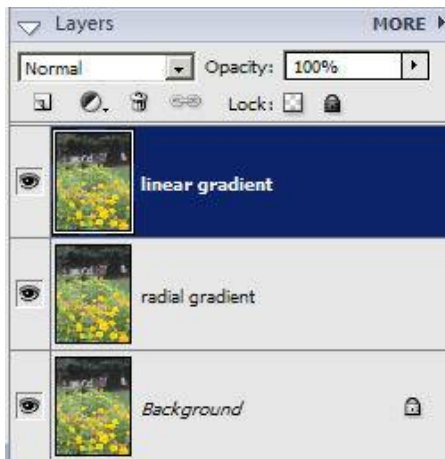 Layers MORE
Normal Opacity: 100%
Lock:
linear gradient
radial gradient
Background